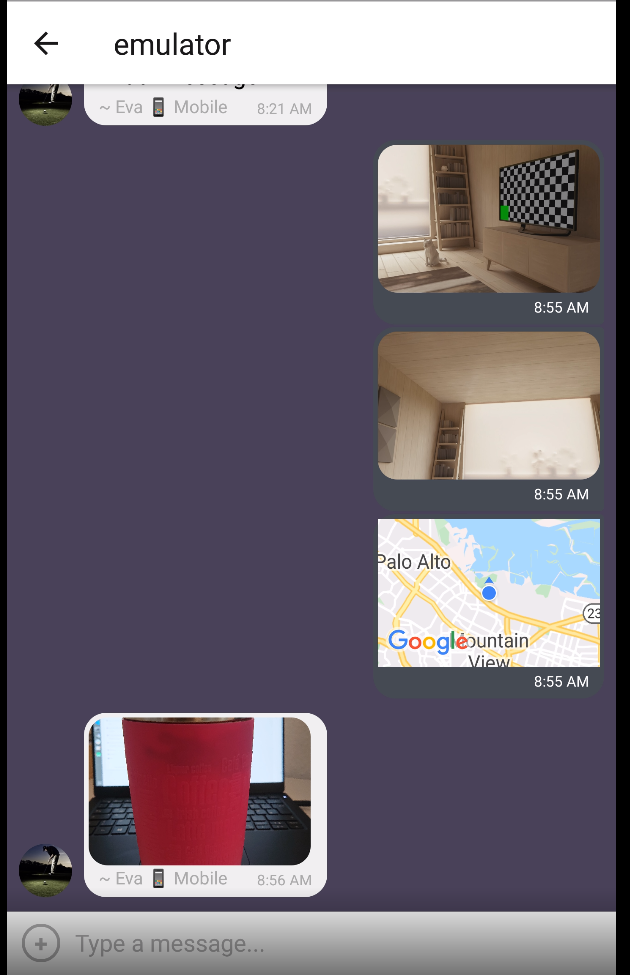 emulator
~ Eva 📱 Mobile 8:21 AM
8:55 AM
8:55 AM
Palo Alto
23
Google
ountain
View
8:55 AM
~ Eva 📱 Mobile 8:56 AM
Type a message...